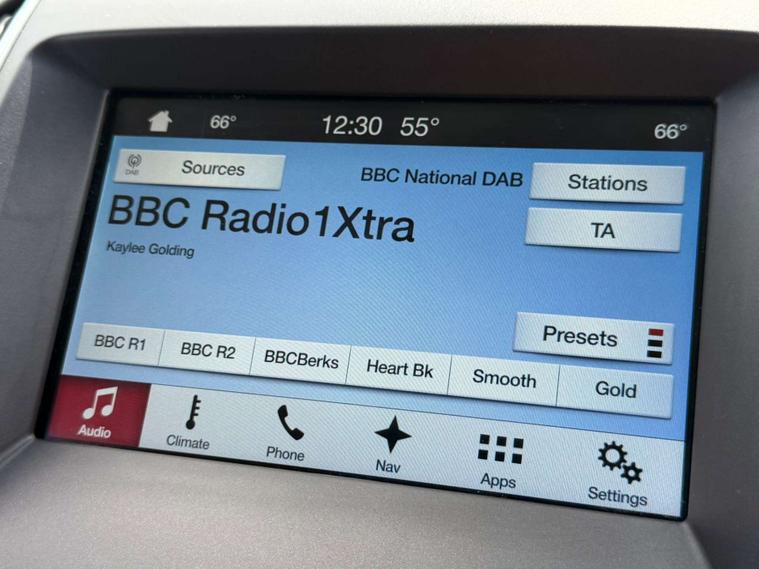 66° 12:30 55° 66°
DAB Sources BBC National DAB Stations
BBC Radio1Xtra TA
Kaylee Golding
Presets
BBC R1 BBC R2 BBCBerks Heart Bk Smooth Gold
Audio Climate Phone Nav Apps Settings